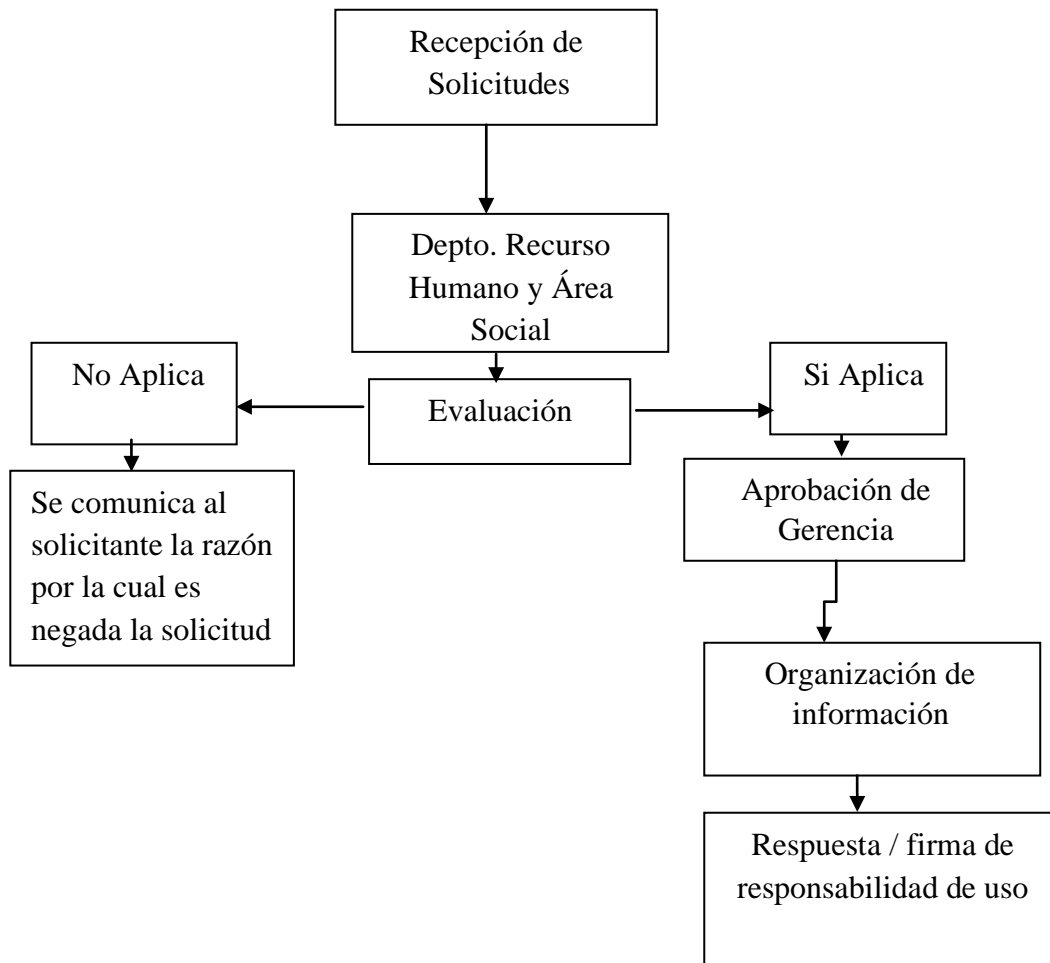 Recepción de
Solicitudes
Depto. Recurso
Humano y Área
Social
No Aplica
Evaluación
Si Aplica
Se comunica al
solicitante la razón
por la cual es
negada la solicitud
Aprobación de
Gerencia
Organización de
información
Respuesta / firma de
responsabilidad de uso